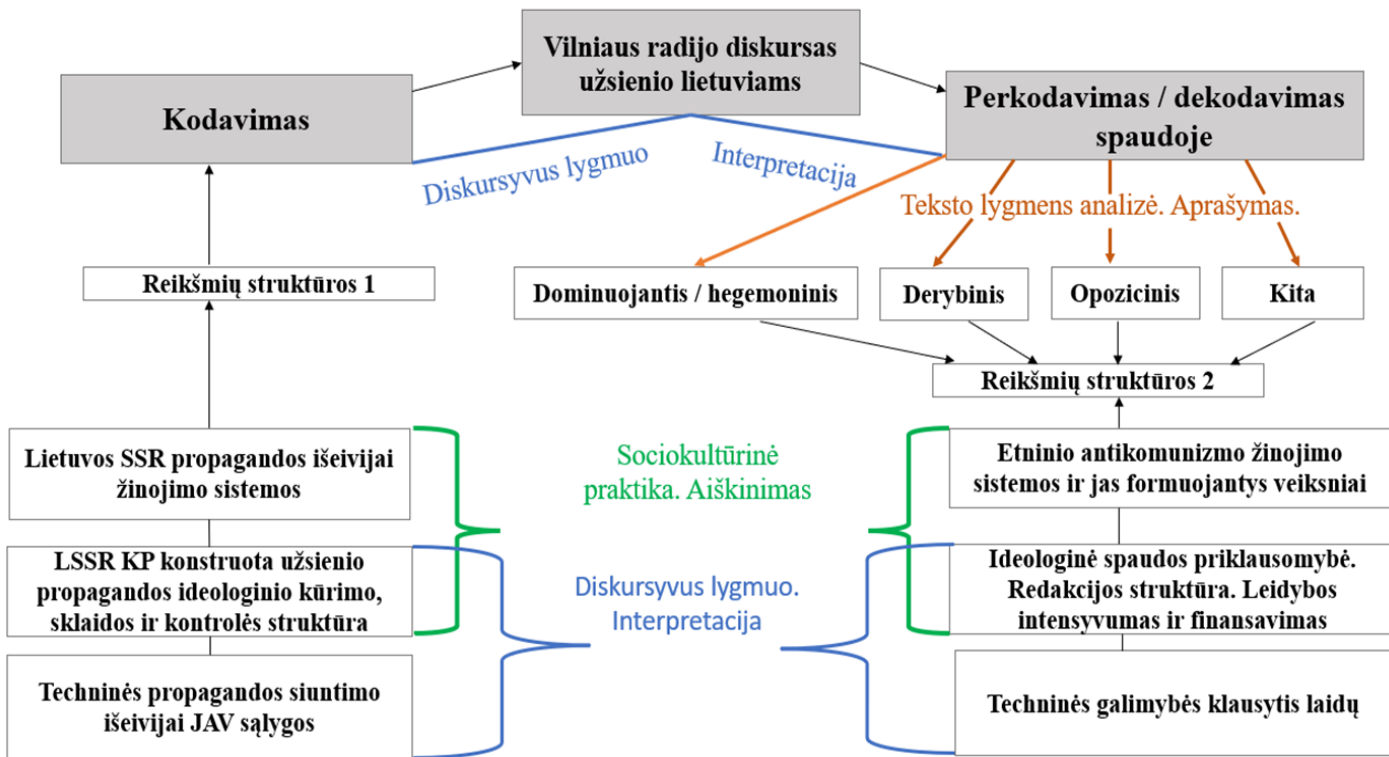 Vilniaus radijo diskursas
užsienio lietuviams
Kodavimas
Perkodavimas / dekodavimas
spaudoje
Diskursyvus lygmuo
Interpretacija
Teksto lygmens analizė. Aprašymas.
Reikšmių struktūros 1
Dominuojantis / hegemoninis
Derybinis
Opozicinis
Kita
Reikšmių struktūros 2
Lietuvos SSR propagandos išeivijai
žinojimo sistemos
Sociokultūrinė
praktika. Aiškinimas
Etninio antikomunizmo žinojimo
sistemos ir jas formuojantys veiksniai
LSSR KP konstruota užsienio
propagandos ideologinio kūrimo,
sklaidos ir kontrolės struktūra
Diskursyvus lygmuo.
Interpretacija
Ideologinė spaudos priklausomybė.
Redakcijos struktūra. Leidybos
intensyvumas ir finansavimas
Techninės propagandos siuntimo
išeivijai JAV sąlygos
Techninės galimybės klausytis laidų